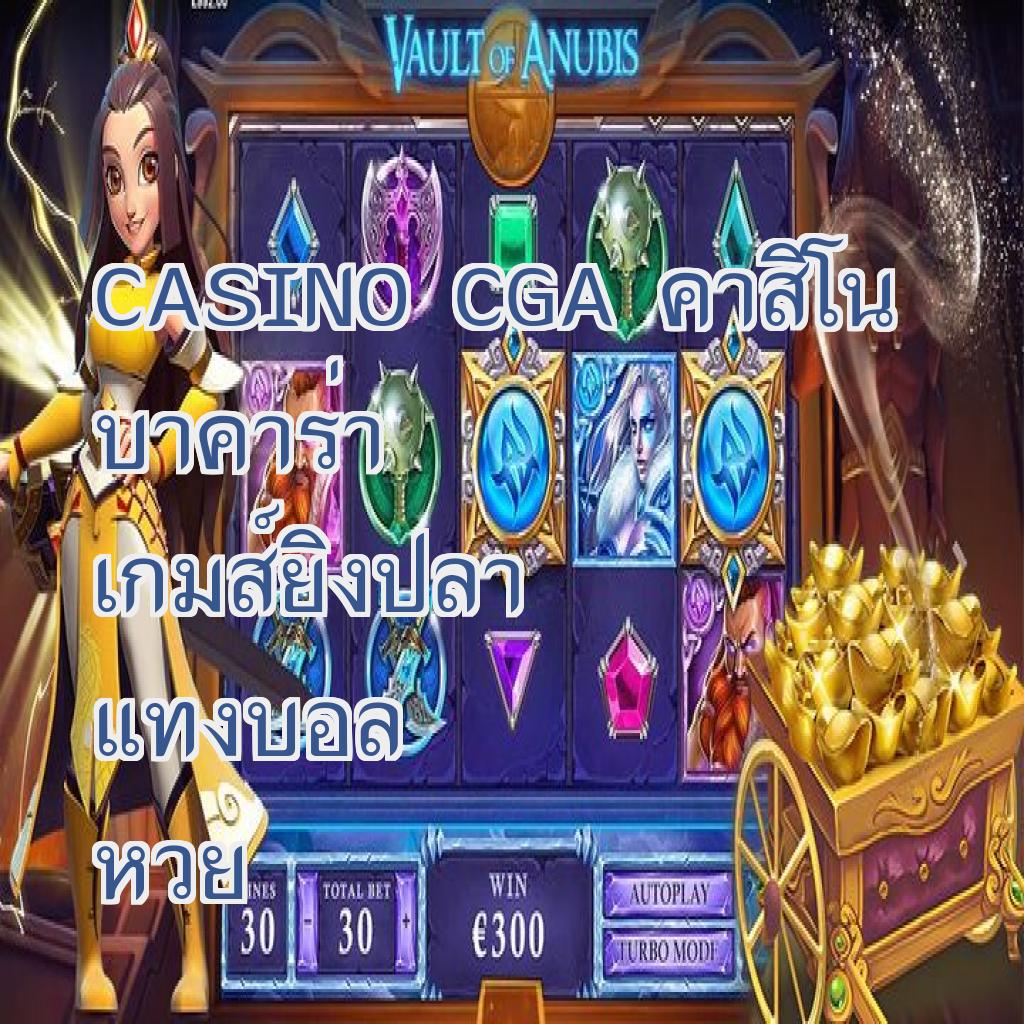 VAULT OF ANUBIS
CASINO CGA คาสิโน
บาคาร่า
เกมส์ยิงปลา
แทงบอล
หวย
TOTAL BET
WIN
AUTOPLAY
30
- 30 +
€300
TURBO MODE